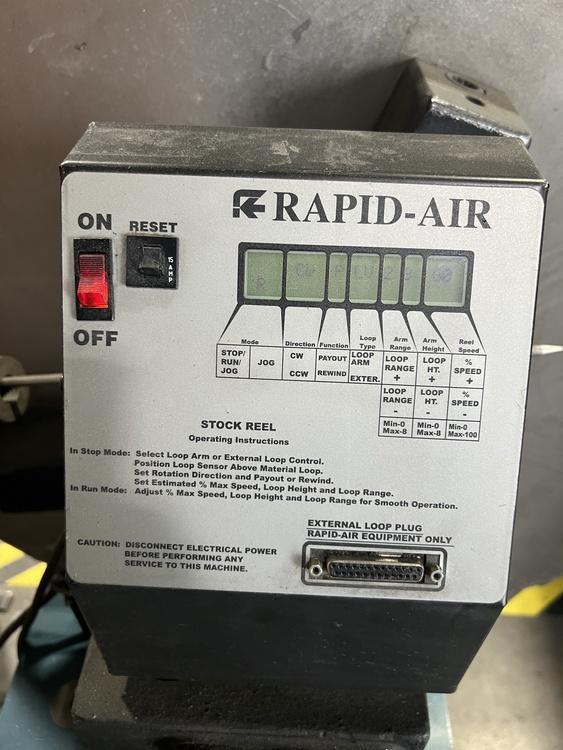 RAPID-AIR
ON
RESET
15 AMP
OFF
R CW P LU 2 8 60
Mode Direction Function Loop Type Arm Range Arm Height Reel Speed
STOP/ RUN/ JOG JOG CW CCW PAYOUT REWIND LOOP ARM EXTER. LOOP RANGE + LOOP HT. + % SPEED +
LOOP RANGE - LOOP HT. - % SPEED -
Min-0 Max-8 Min-0 Max-8 Min-0 Max-100
STOCK REEL
Operating Instructions
In Stop Mode: Select Loop Arm or External Loop Control.
Position Loop Sensor Above Material Loop.
Set Rotation Direction and Payout or Rewind.
Set Estimated % Max Speed, Loop Height and Loop Range.
In Run Mode: Adjust % Max Speed, Loop Height and Loop Range for Smooth Operation.
EXTERNAL LOOP PLUG
RAPID-AIR EQUIPMENT ONLY
CAUTION: DISCONNECT ELECTRICAL POWER
BEFORE PERFORMING ANY
SERVICE TO THIS MACHINE.